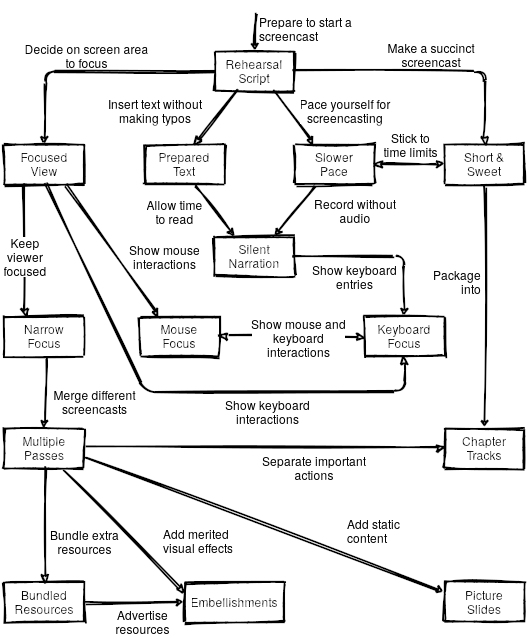 Prepare to start a
screencast
Decide on screen area
to focus
Make a succinct
screencast
Rehearsal
Script
Insert text without
making typos
Pace yourself for
screencasting
Stick to
time limits
Focused
View
Prepared
Text
Slower
Pace
Short &
Sweet
Allow time
to read
Record without
audio
Keep
viewer
focused
Show mouse
interactions
Silent
Narration
Show keyboard
entries
Package
into
Narrow
Focus
Mouse
Focus
Show mouse and
keyboard
interactions
Keyboard
Focus
Merge different
screencasts
Show keyboard
interactions
Multiple
Passes
Chapter
Tracks
Separate important
actions
Bundle extra
resources
Add merited
visual effects
Add static
content
Bundled
Resources
Embellishments
Picture
Slides
Advertise
resources